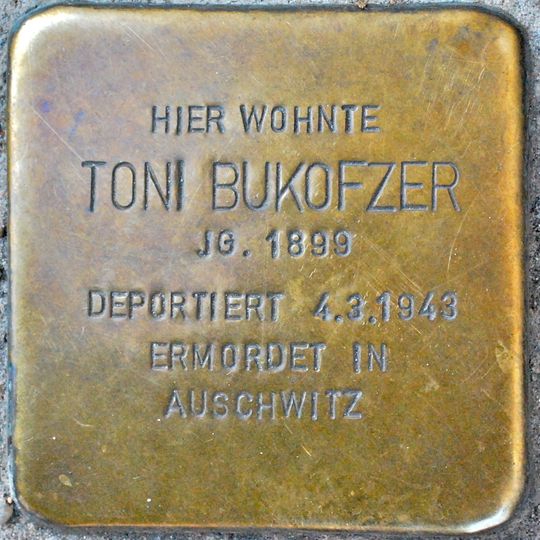 HIER WOHNTE
TONI BUKOFZER
JG. 1899
DEPORTIERT 4.3.1943
ERMORDET IN
AUSCHWITZ